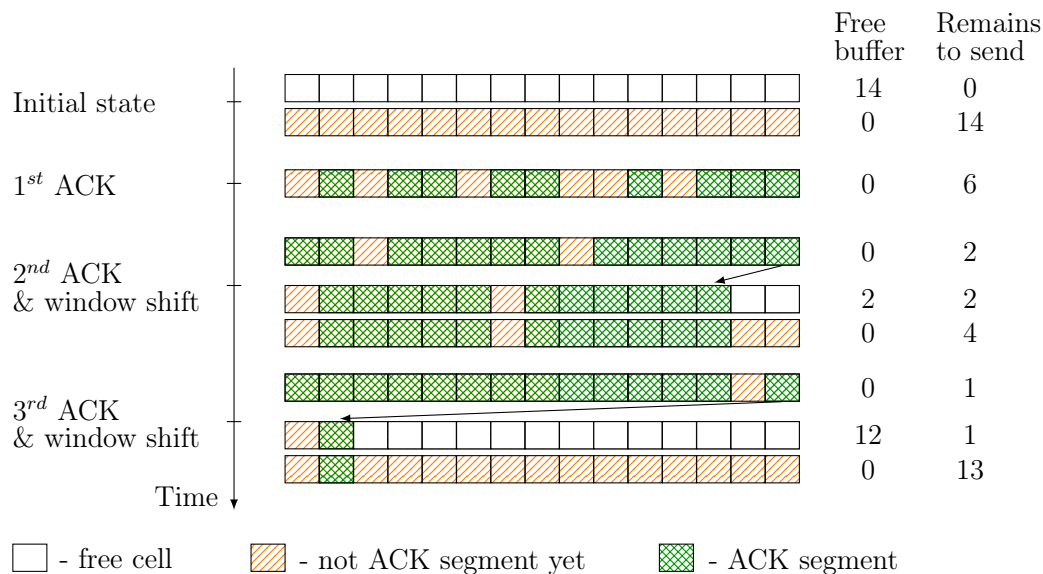 Free Remains
buffer to send
Initial state
14 0
0 14
1st ACK
0 6
2nd ACK
& window shift
0 2
2 2
0 4
3rd ACK
& window shift
0 1
12 1
0 13
Time
- free cell - not ACK segment yet - ACK segment